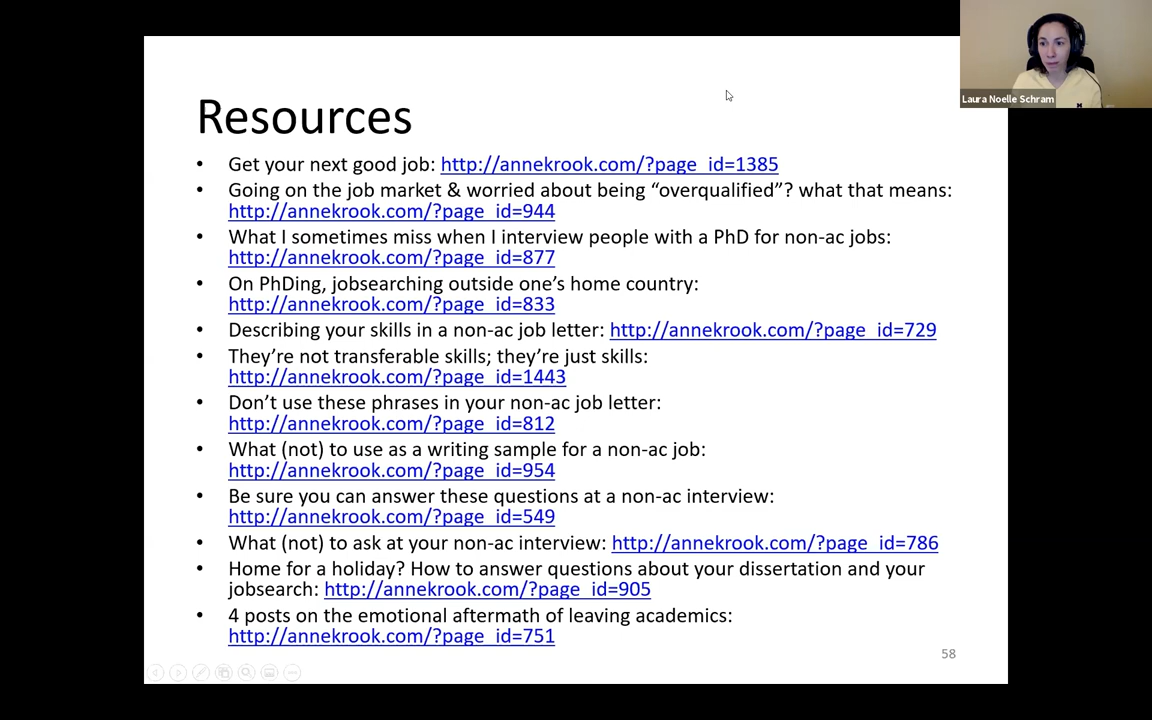 Laura Noelle Schram
Resources
• Get your next good job: http://annekrook.com/?page_id=1385
• Going on the job market & worried about being “overqualified”? what that means:
http://annekrook.com/?page_id=944
• What I sometimes miss when I interview people with a PhD for non-ac jobs:
http://annekrook.com/?page_id=877
• On PhDing, jobsearching outside one’s home country:
http://annekrook.com/?page_id=833
• Describing your skills in a non-ac job letter: http://annekrook.com/?page_id=729
• They’re not transferable skills; they’re just skills:
http://annekrook.com/?page_id=1443
• Don’t use these phrases in your non-ac job letter:
http://annekrook.com/?page_id=812
• What (not) to use as a writing sample for a non-ac job:
http://annekrook.com/?page_id=954
• Be sure you can answer these questions at a non-ac interview:
http://annekrook.com/?page_id=549
• What (not) to ask at your non-ac interview: http://annekrook.com/?page_id=786
• Home for a holiday? How to answer questions about your dissertation and your
jobsearch: http://annekrook.com/?page_id=905
• 4 posts on the emotional aftermath of leaving academics:
http://annekrook.com/?page_id=751
58